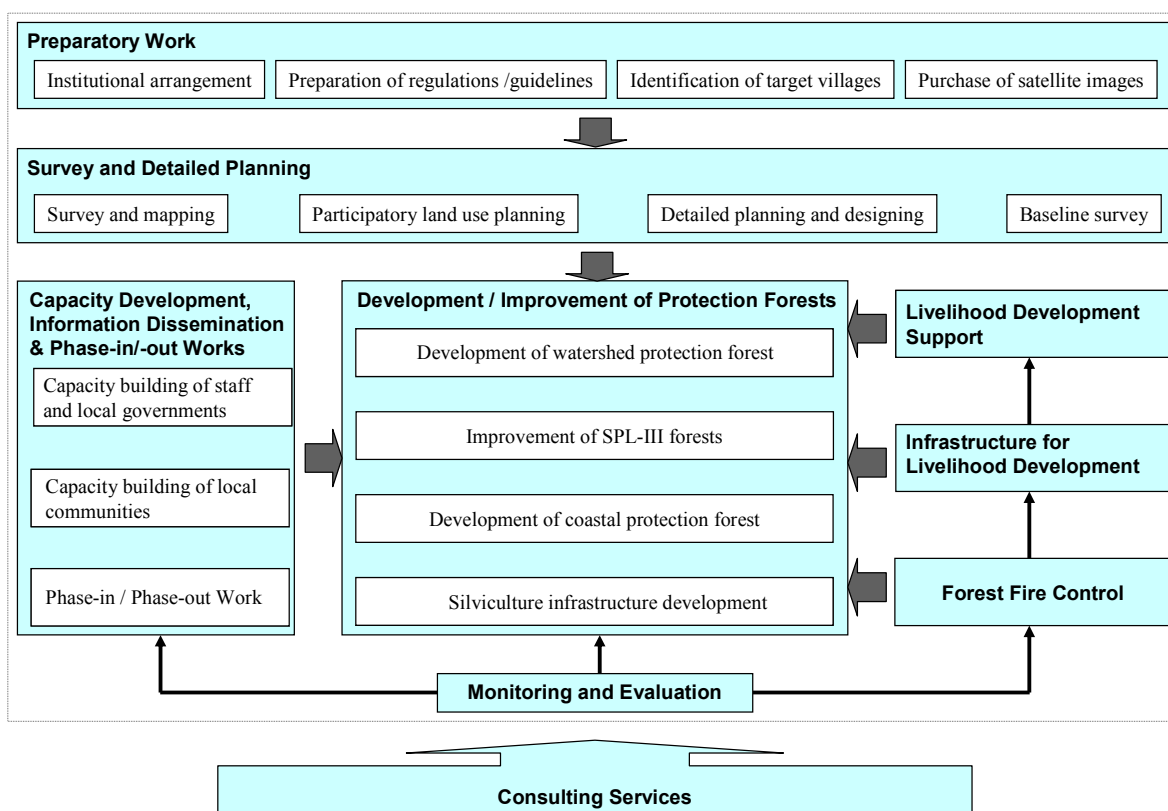 Preparatory Work
Institutional arrangement
Preparation of regulations /guidelines
Identification of target villages
Purchase of satellite images
Survey and Detailed Planning
Survey and mapping
Participatory land use planning
Detailed planning and designing
Baseline survey
Capacity Development,
Information Dissemination
& Phase-in/-out Works
Capacity building of staff
and local governments
Capacity building of local
communities
Phase-in / Phase-out Work
Development / Improvement of Protection Forests
Development of watershed protection forest
Improvement of SPL-III forests
Development of coastal protection forest
Silviculture infrastructure development
Livelihood Development
Support
Infrastructure for
Livelihood Development
Forest Fire Control
Monitoring and Evaluation
Consulting Services